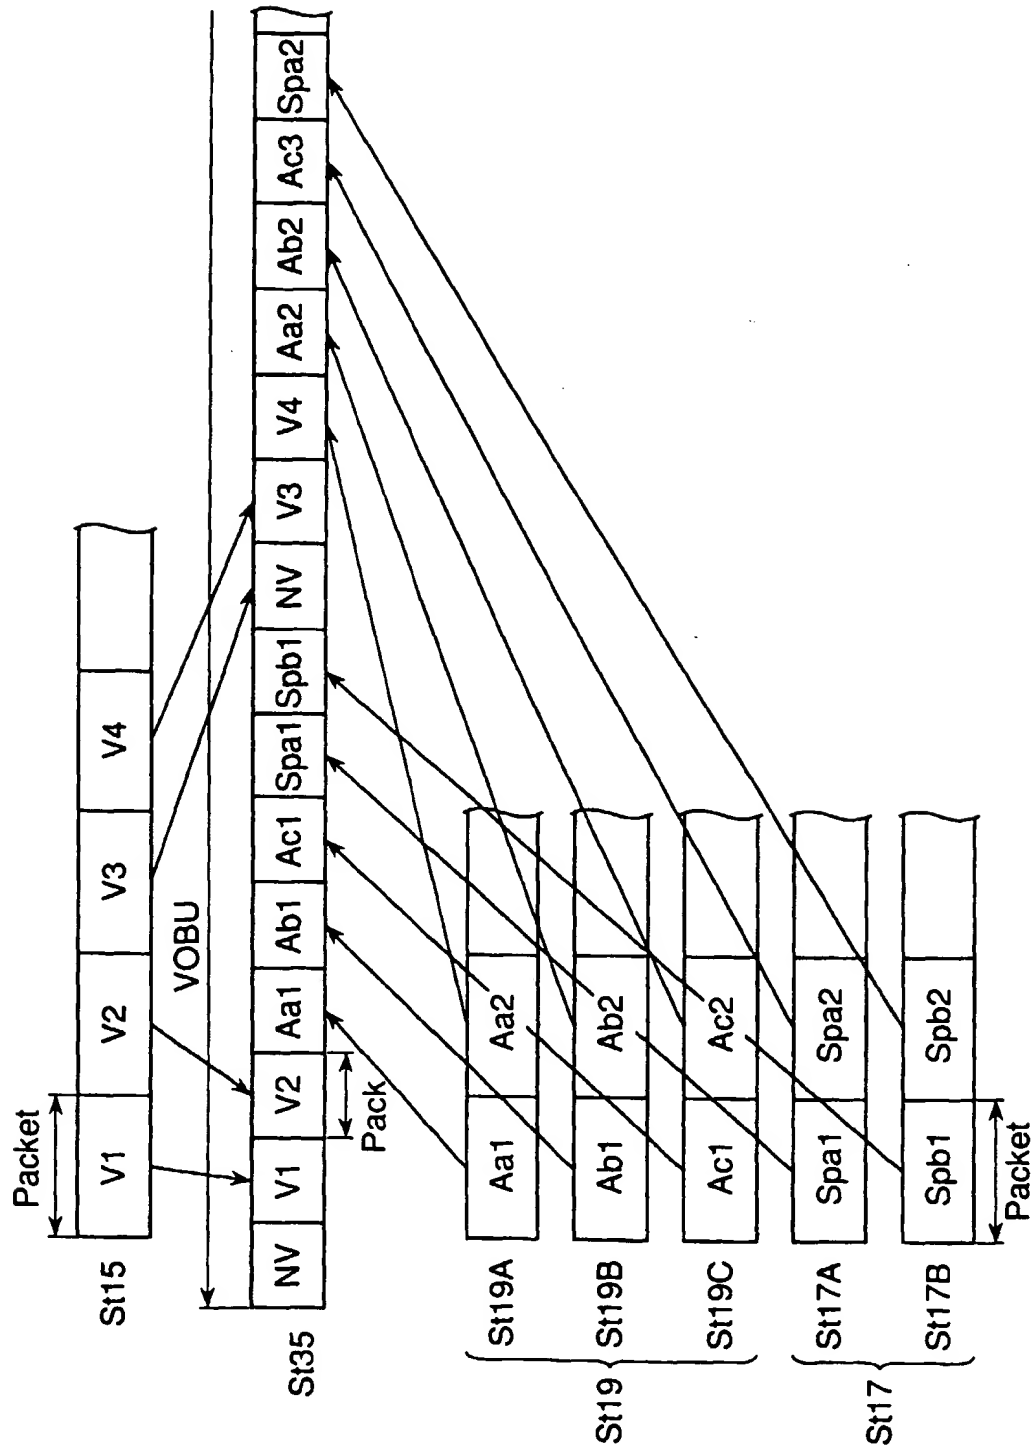 Packet
St15 V1 V2 V3 V4
VOBU
St35 NV V1 V2 Aa1 Ab1 Ac1 Spa1 Spb1 NV V3 V4 Aa2 Ab2 Ac3 Spa2
Pack
St19
St19A Aa1 Aa2
St19B Ab1 Ab2
St19C Ac1 Ac2
St17
St17A Spa1 Spa2
St17B Spb1 Spb2
Packet